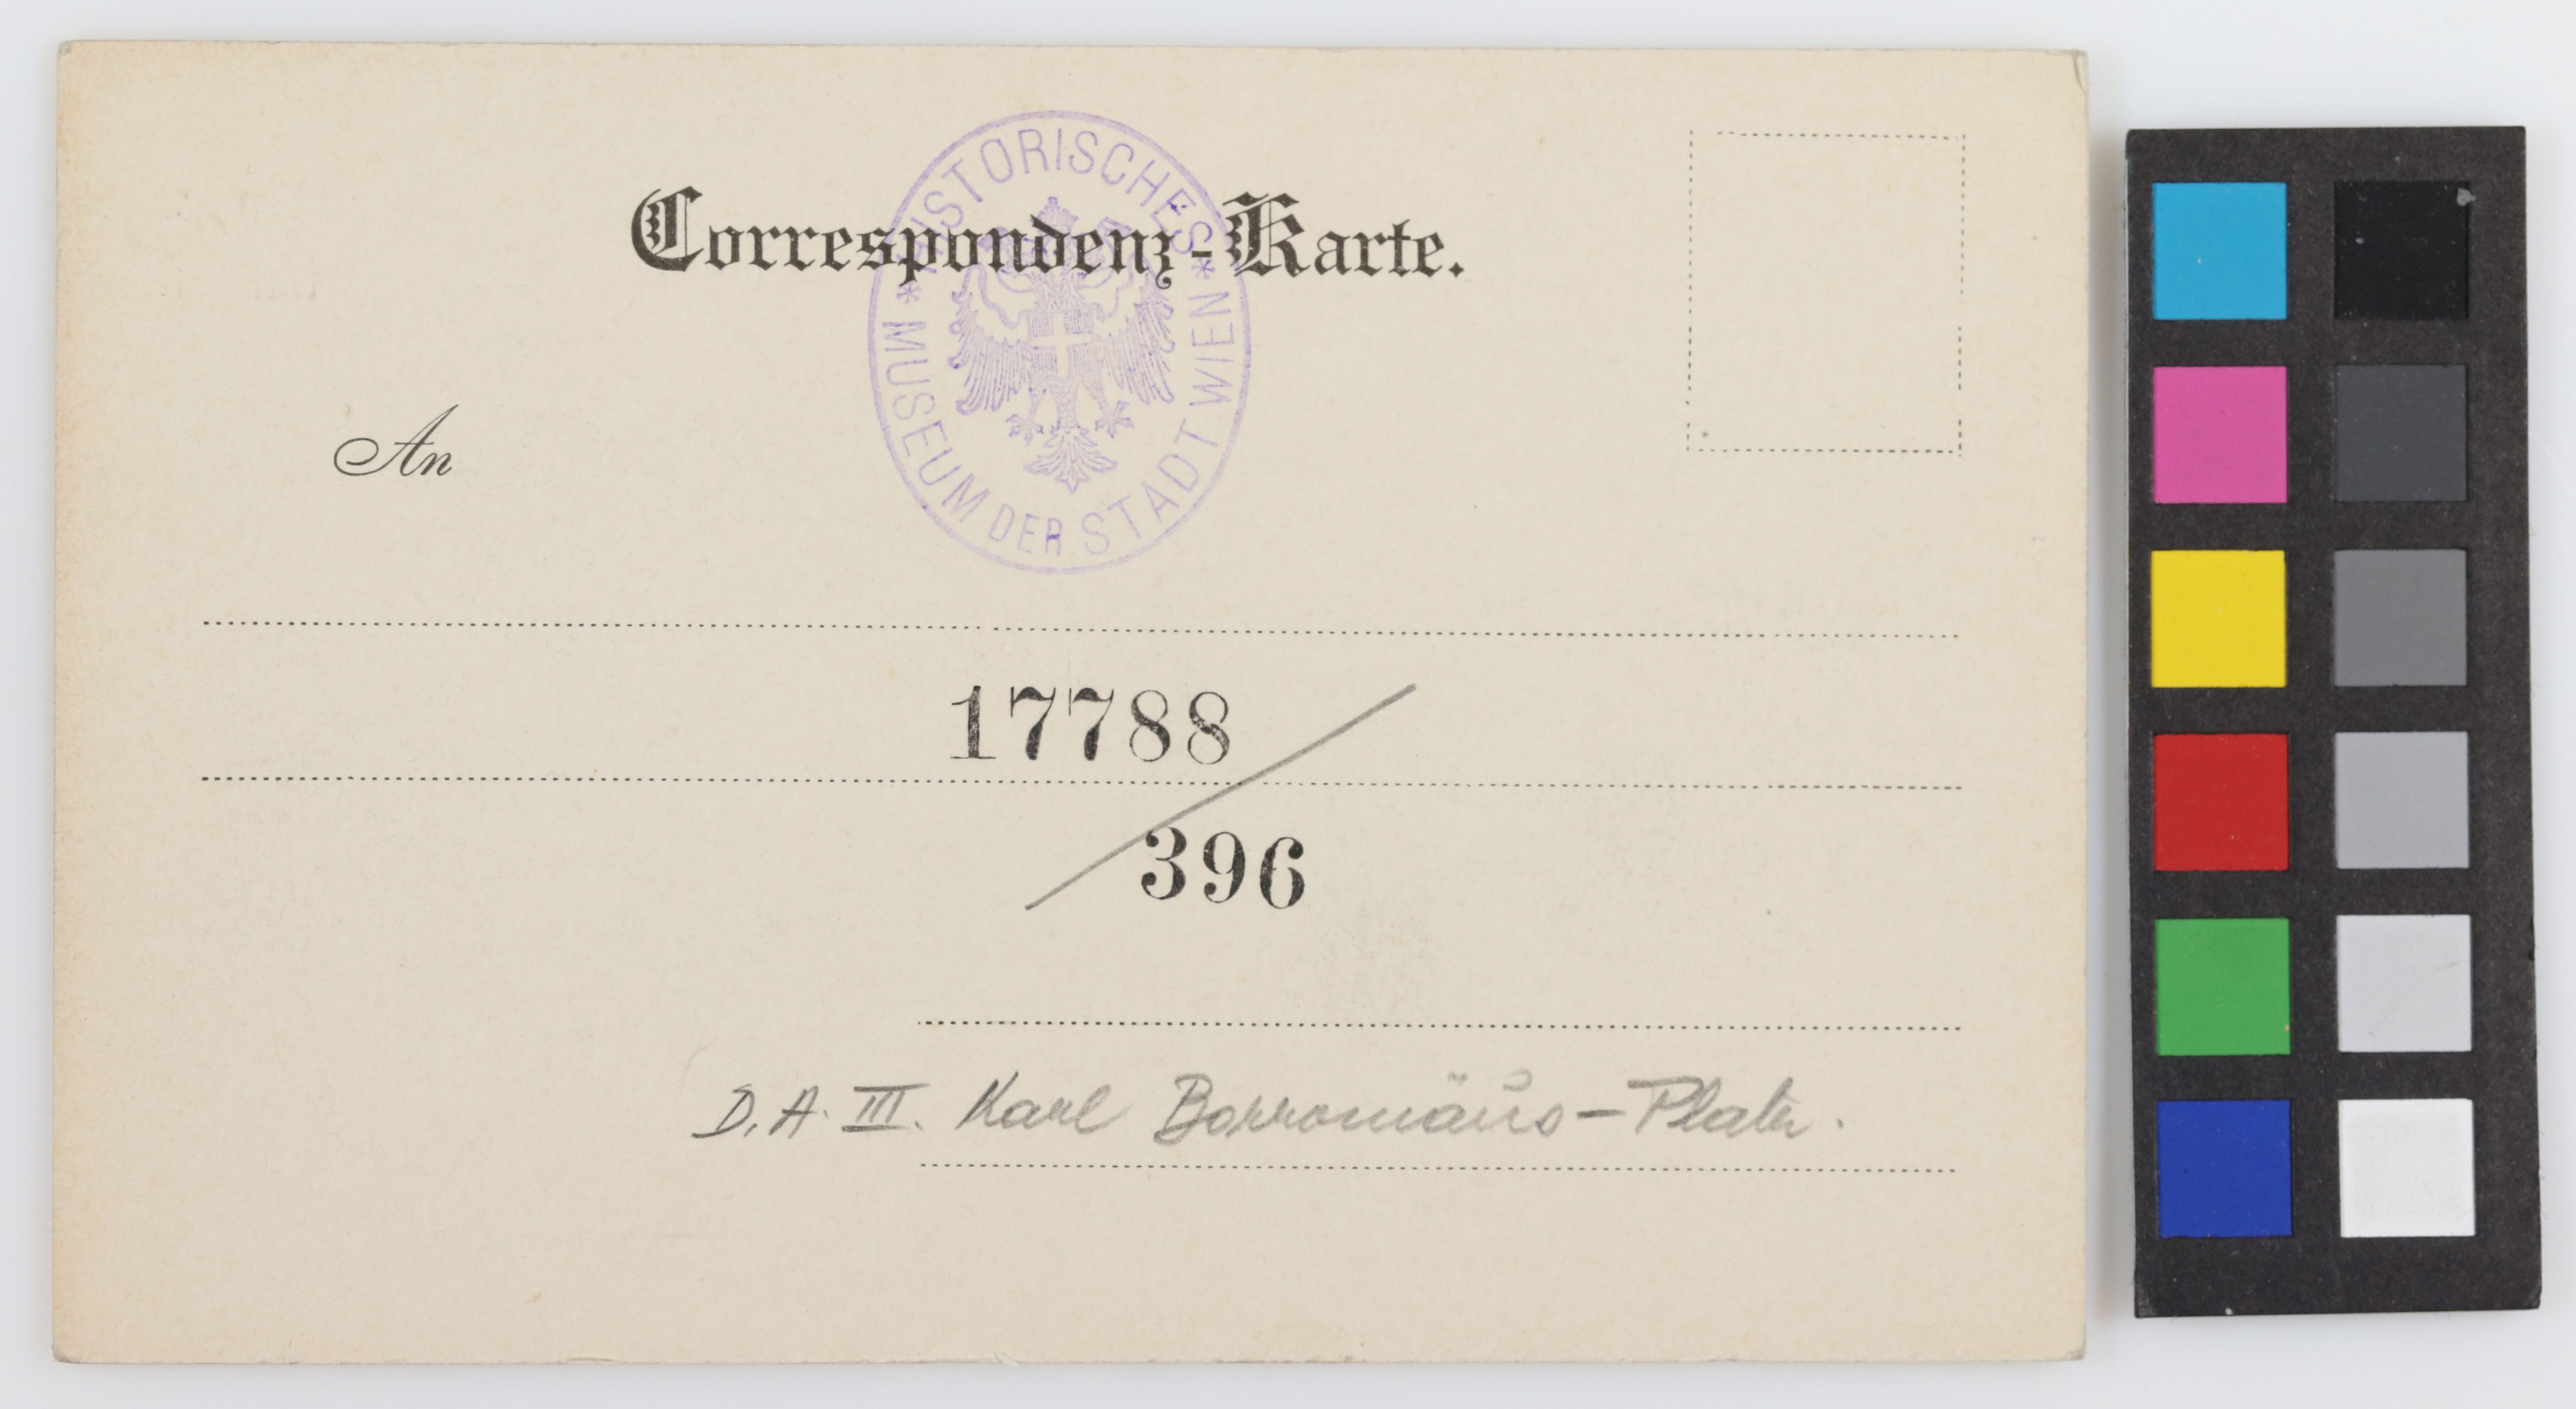 Correspondenz-Karte.
* HISTORISCHES *
MUSEUM DER STADT WIEN
An
17788
396
D. A. III. Karl Borromäus-Platz.